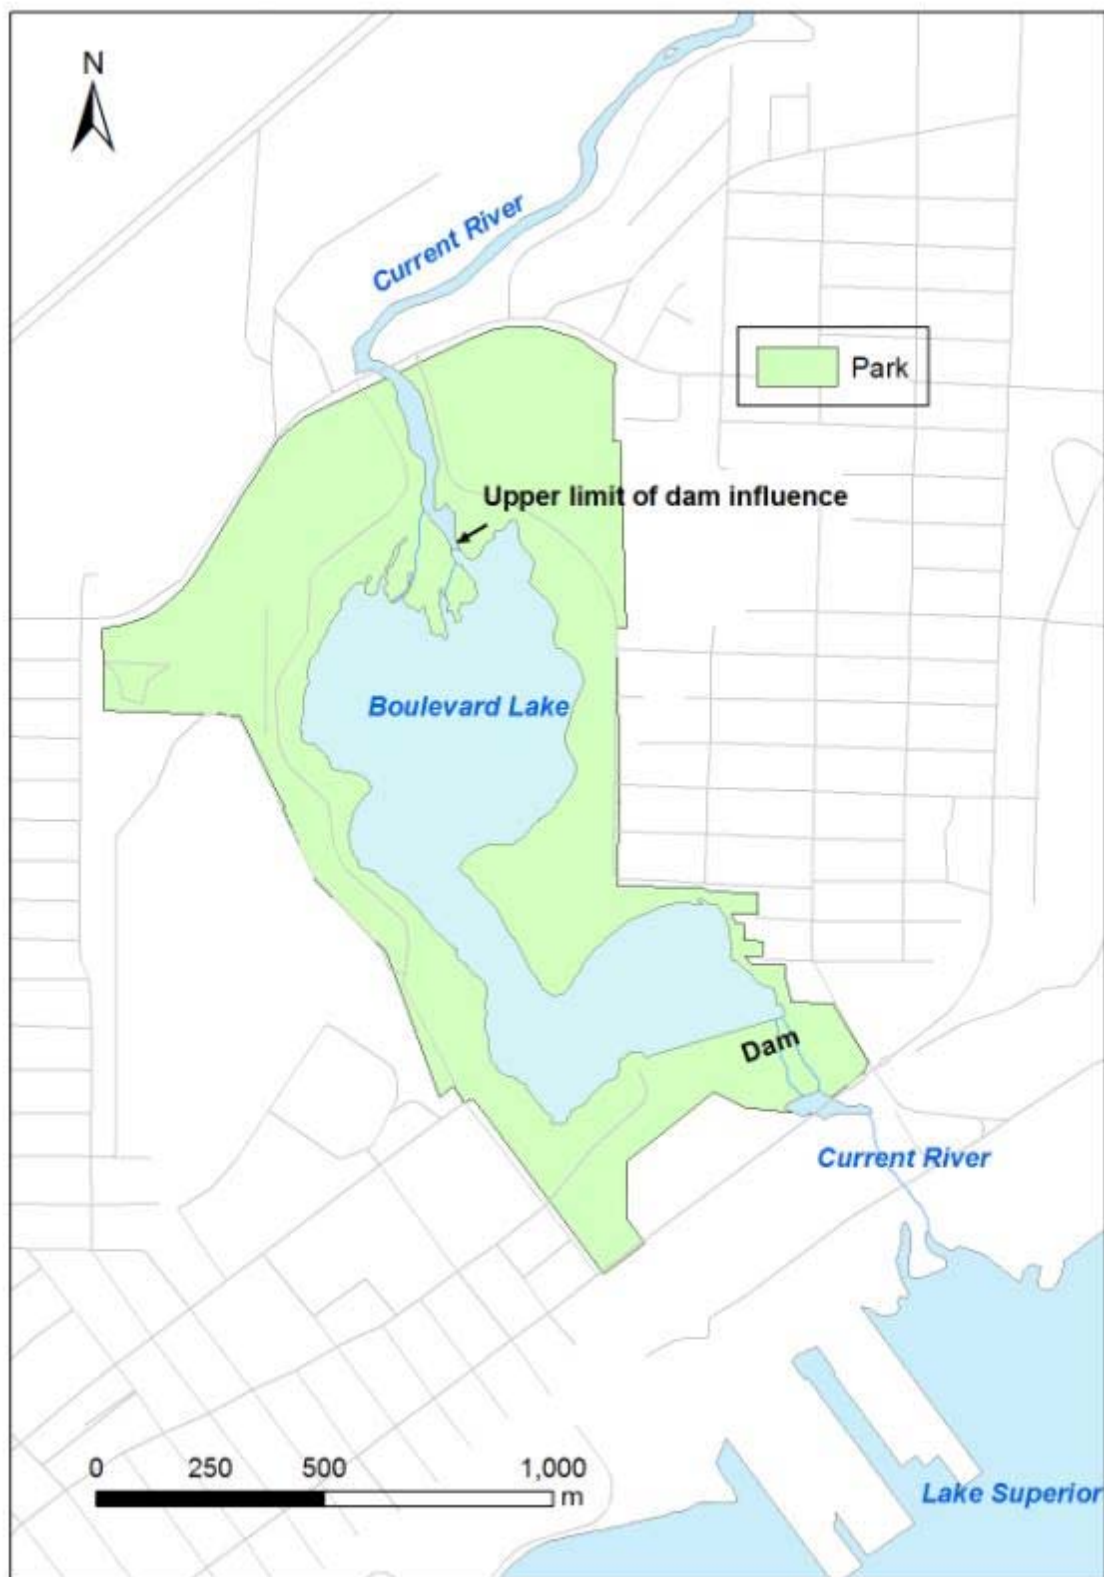 N
Current River
Park
Upper limit of dam influence
Boulevard Lake
Dam
Current River
0 250 500 1,000
m
Lake Superior